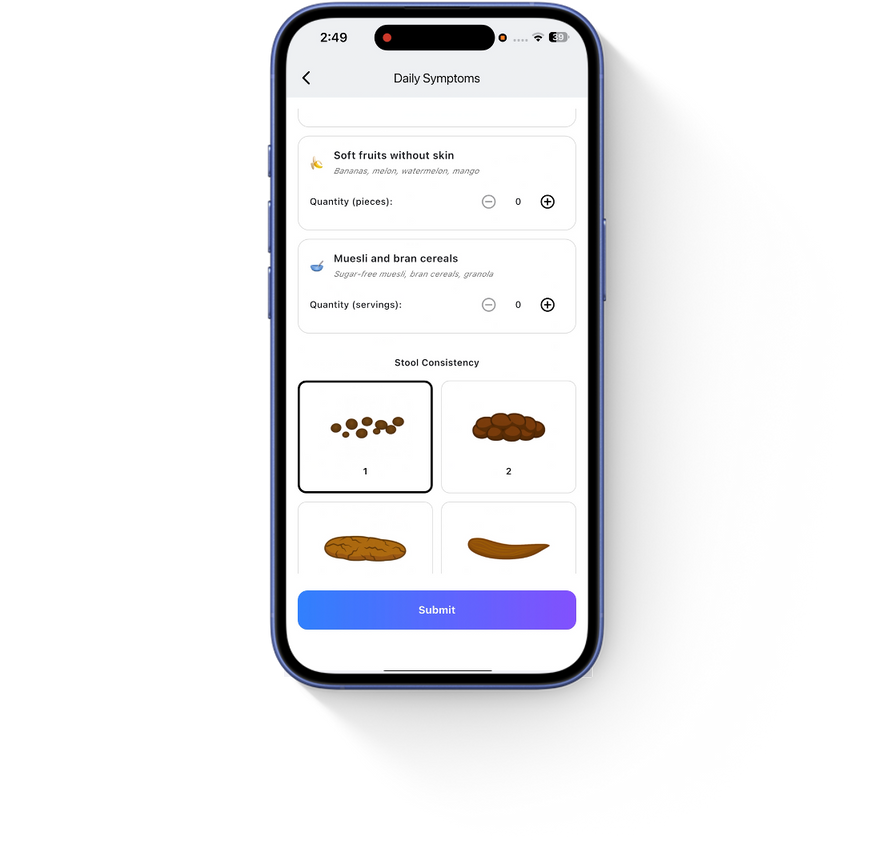 2:49
39
Daily Symptoms
Soft fruits without skin
Bananas, melon, watermelon, mango
Quantity (pieces):
0
Muesli and bran cereals
Sugar-free muesli, bran cereals, granola
Quantity (servings):
0
Stool Consistency
1
2
Submit